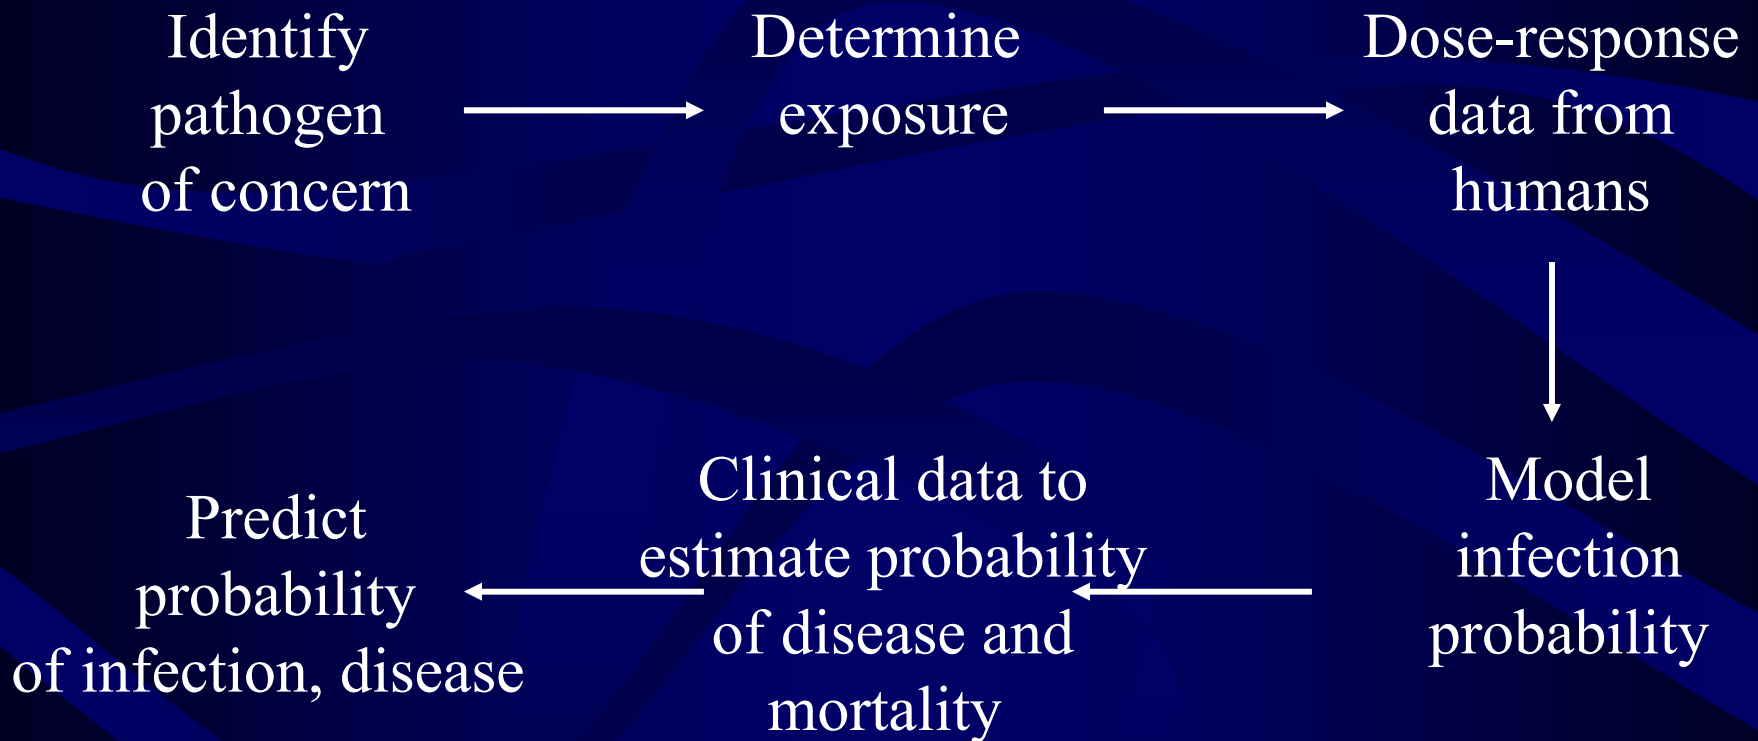 Identify
pathogen
of concern
Determine
exposure
Dose-response
data from
humans
Model
infection
probability
Clinical data to
estimate probability
of disease and
mortality
Predict
probability
of infection, disease